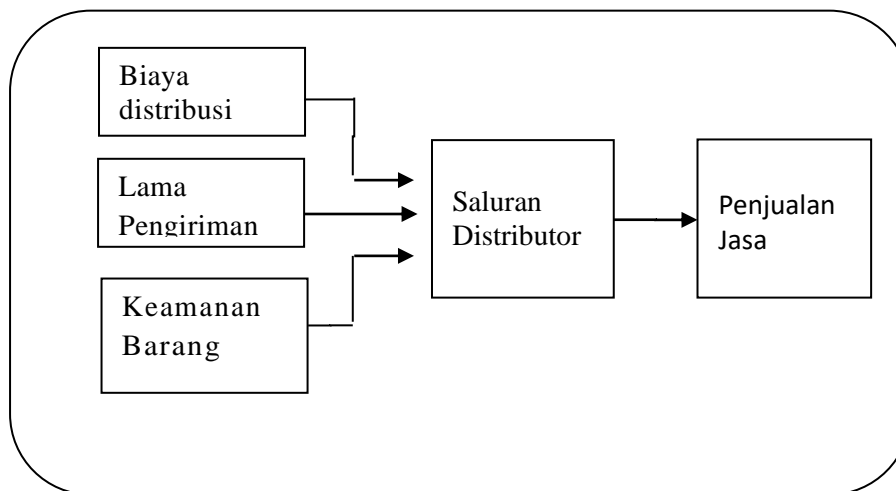 Biaya
distribusi
Lama
Pengiriman
Keamanan
Barang
Saluran
Distributor
Penjualan
Jasa